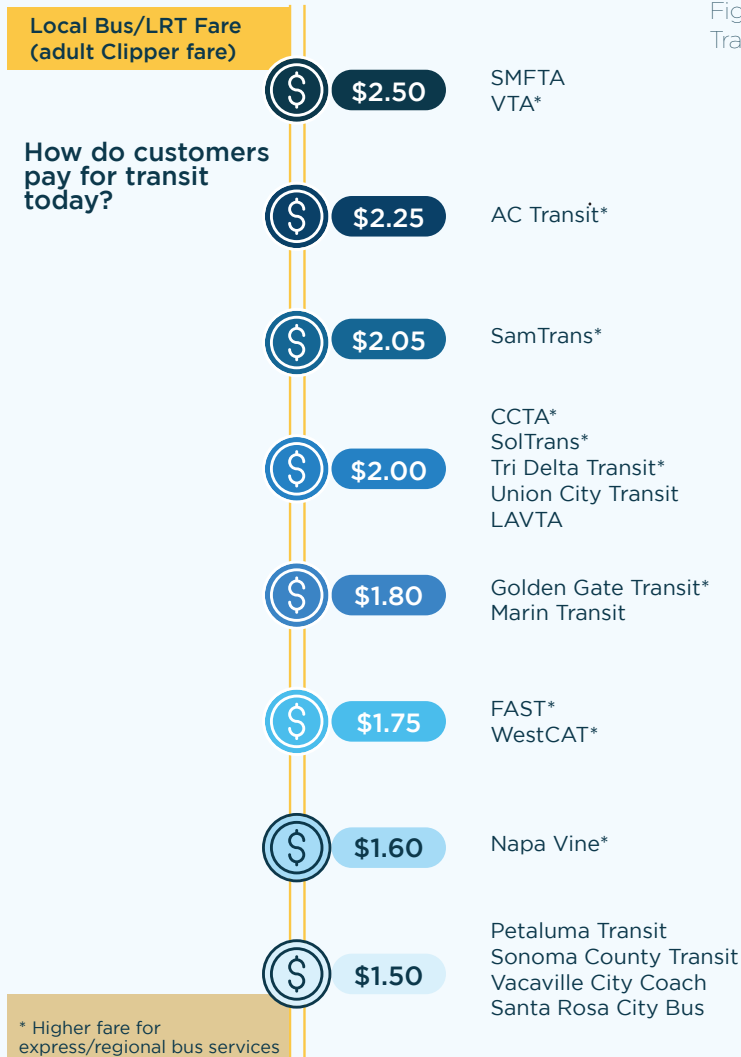 Local Bus/LRT Fare
(adult Clipper fare)
How do customers
pay for transit
today?
$2.50
SMFTA
VTA*
$2.25
AC Transit*
$2.05
SamTrans*
$2.00
CCTA*
SolTrans*
Tri Delta Transit*
Union City Transit
LAVTA
$1.80
Golden Gate Transit*
Marin Transit
$1.75
FAST*
WestCAT*
$1.60
Napa Vine*
$1.50
Petaluma Transit
Sonoma County Transit
Vacaville City Coach
Santa Rosa City Bus
* Higher fare for
express/regional bus services